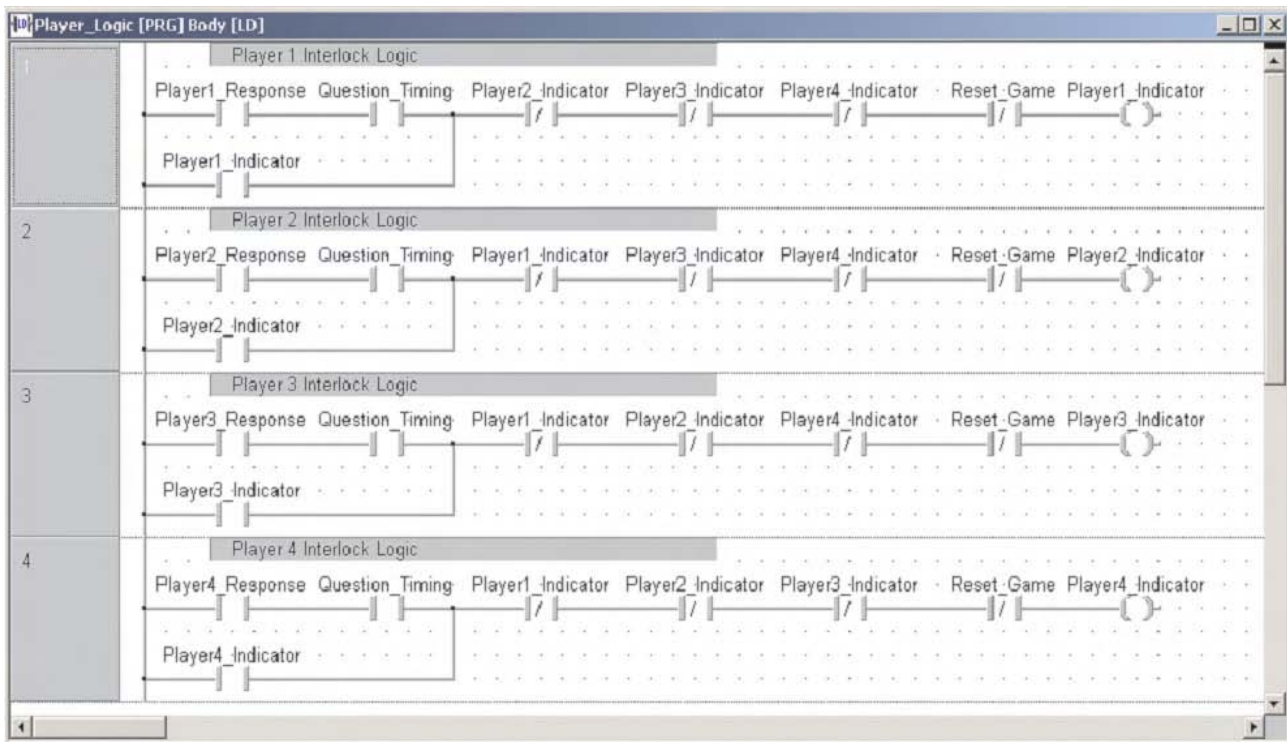 Player_Logic [PRG] Body [LD]
1
Player 1 Interlock Logic
Player1_Response Question_Timing Player2_Indicator Player3_Indicator Player4_Indicator Reset_Game Player1_Indicator
Player1_Indicator
2
Player 2 Interlock Logic
Player2_Response Question_Timing Player1_Indicator Player3_Indicator Player4_Indicator Reset_Game Player2_Indicator
Player2_Indicator
3
Player 3 Interlock Logic
Player3_Response Question_Timing Player1_Indicator Player2_Indicator Player4_Indicator Reset_Game Player3_Indicator
Player3_Indicator
4
Player 4 Interlock Logic
Player4_Response Question_Timing Player1_Indicator Player2_Indicator Player3_Indicator Reset_Game Player4_Indicator
Player4_Indicator